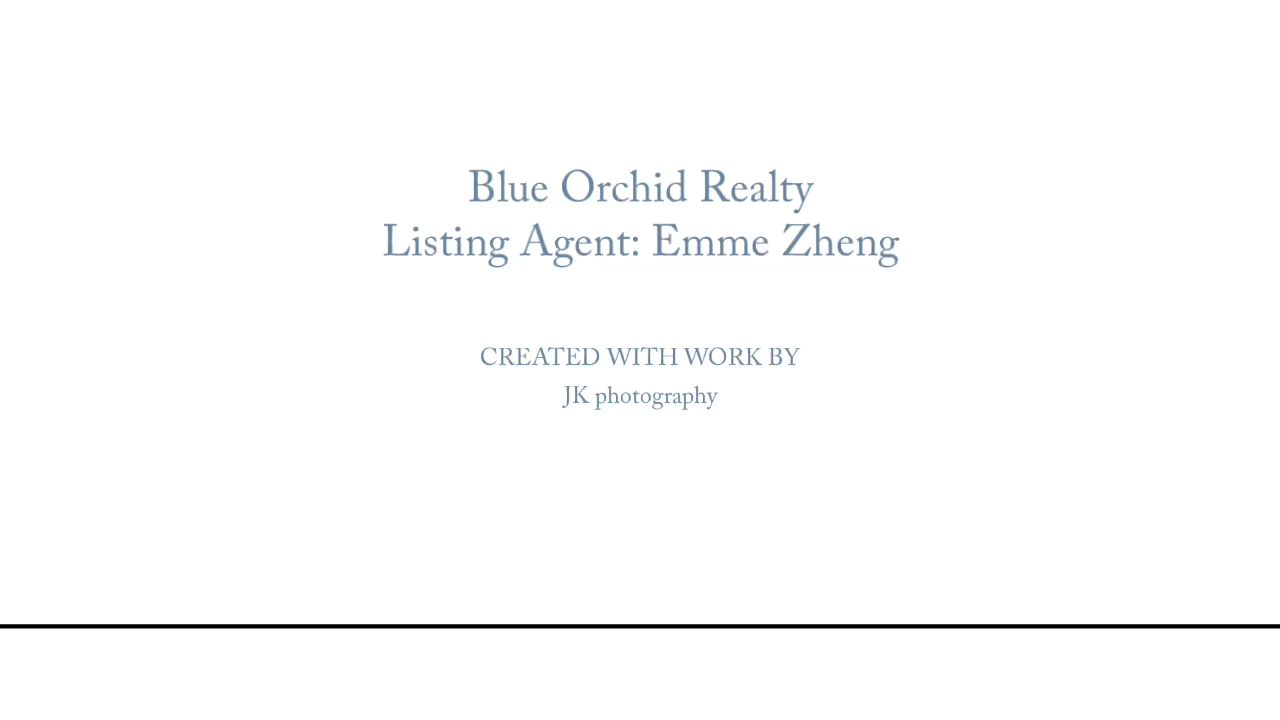 Blue Orchid Realty
Listing Agent: Emme Zheng
CREATED WITH WORK BY
JK photography